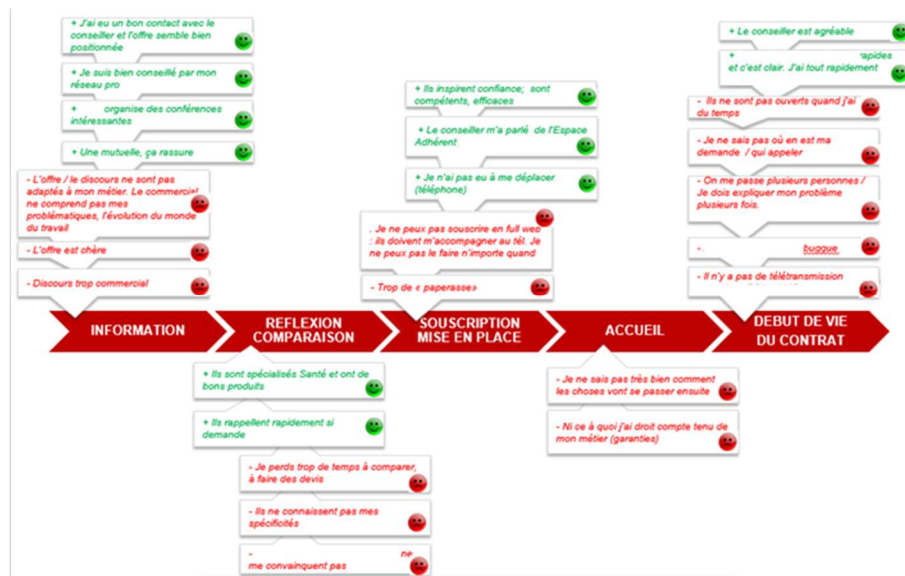 + J'ai eu un bon contact avec le
conseiller et l'offre semble bien
positionnée
+ Je suis bien conseillé par mon
réseau pro
+ organise des conférences
intéressantes
+ Une mutuelle, ça rassure
- L'offre / le discours ne sont pas
adaptés à mon métier. Le commercial
ne comprend pas mes
problématiques, l'évolution du monde
du travail
- L'offre est chère
- Discours trop commercial
+ Ils inspirent confiance; sont
compétents, efficaces
+ Le conseiller m'a parlé de l'Espace
Adhérent
+ Je n'ai pas eu à me déplacer
(téléphone)
. Je ne peux pas souscrire en full web
: ils doivent m'accompagner au tél. Je
ne peux pas le faire n'importe quand
- Trop de « paperasse»
+ Le conseiller est agréable
+ rapides
et c'est clair. J'ai tout rapidement
- Ils ne sont pas ouverts quand j'ai
du temps
- Je ne sais pas où en est ma
demande / qui appeler
- On me passe plusieurs personnes /
Je dois expliquer mon problème
plusieurs fois.
- . buggue
- Il n'y a pas de télétransmission
INFORMATION
REFLEXION
COMPARAISON
SOUSCRIPTION
MISE EN PLACE
ACCUEIL
DEBUT DE VIE
DU CONTRAT
+ Ils sont spécialisés Santé et ont de
bons produits
+ Ils rappellent rapidement si
demande
- Je perds trop de temps à comparer,
à faire des devis
- Ils ne connaissent pas mes
spécificités
- ne
me convainquent pas
- Je ne sais pas très bien comment
les choses vont se passer ensuite
- Ni ce à quoi j'ai droit compte tenu de
mon métier (garanties)